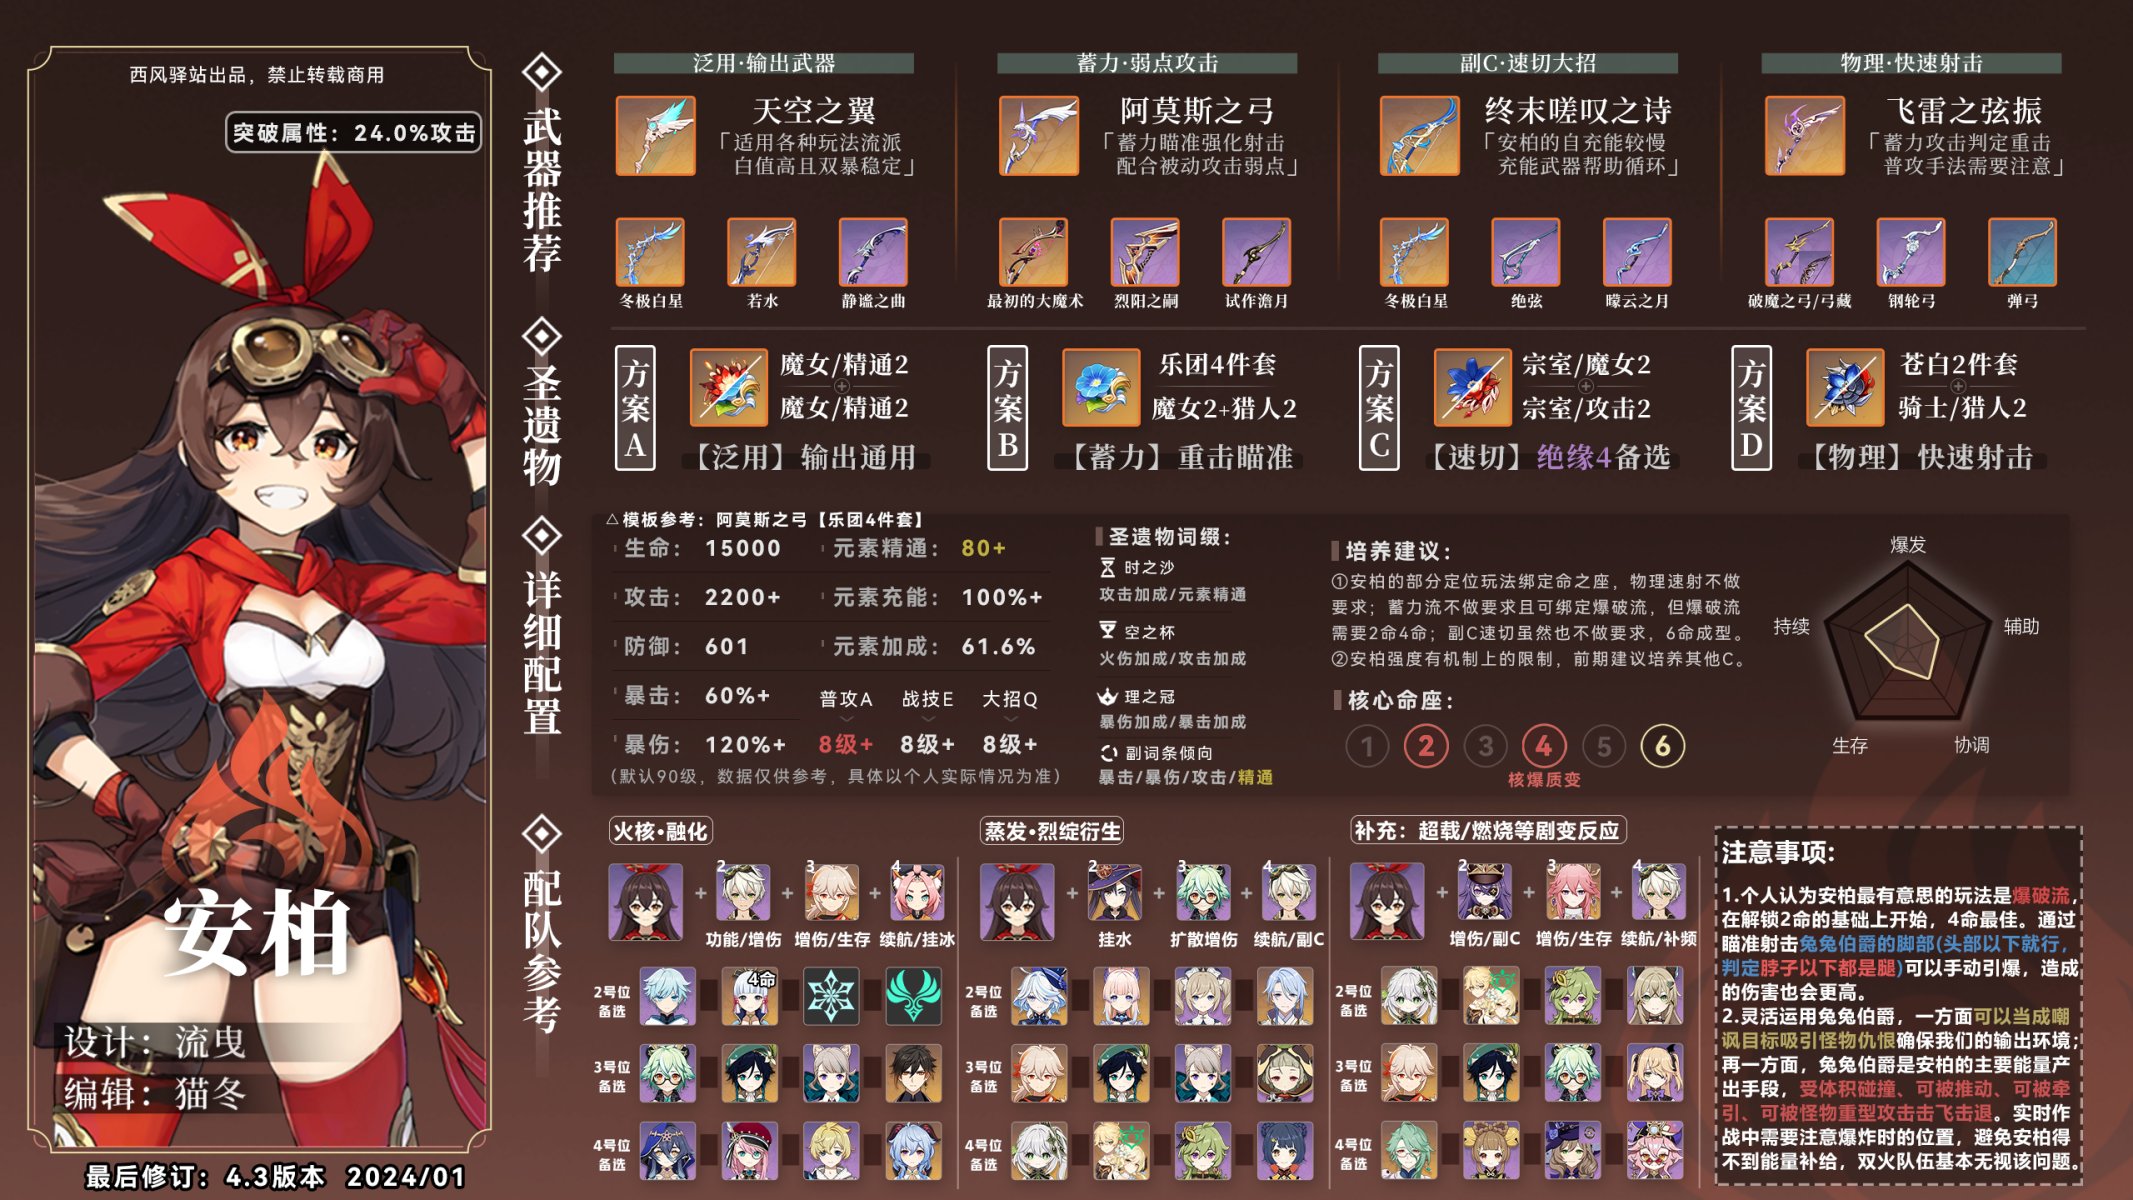 西风驿站出品，禁止转载商用
突破属性：24.0%攻击
安柏
设计：流曳
编辑：猫冬
最后修订：4.3版本 2024/01
武器推荐
泛用·输出武器
天空之翼
「适用各种玩法流派
白值高且双暴稳定」
冬极白星 若水 静谧之曲
蓄力·弱点攻击
阿莫斯之弓
「蓄力瞄准强化射击
配合被动攻击弱点」
最初的大魔术 烈阳之嗣 试作澹月
副C·速切大招
终末嗟叹之诗
「安柏的自充能较慢
充能武器帮助循环」
冬极白星 绝弦 曚云之月
物理·快速射击
飞雷之弦振
「蓄力攻击判定重击
普攻手法需要注意」
破魔之弓/弓藏 钢轮弓 弹弓
圣遗物
方案A
魔女/精通2
魔女/精通2
【泛用】输出通用
方案B
乐团4件套
魔女2+猎人2
【蓄力】重击瞄准
方案C
宗室/魔女2
宗室/攻击2
【速切】绝缘4备选
方案D
苍白2件套
骑士/猎人2
【物理】快速射击
详细配置
△模板参考：阿莫斯之弓【乐团4件套】
生命： 15000 元素精通： 80+
攻击： 2200+ 元素充能： 100%+
防御： 601 元素加成： 61.6%
暴击： 60%+ 普攻A 战技E 大招Q
暴伤： 120%+ 8级+ 8级+ 8级+
(默认90级，数据仅供参考，具体以个人实际情况为准)
圣遗物词缀：
时之沙
攻击加成/元素精通
空之杯
火伤加成/攻击加成
理之冠
暴伤加成/暴击加成
副词条倾向
暴击/暴伤/攻击/精通
培养建议：
①安柏的部分定位玩法绑定命之座，物理速射不做
要求；蓄力流不做要求且可绑定爆破流，但爆破流
需要2命4命；副C速切虽然也不做要求，6命成型。
②安柏强度有机制上的限制，前期建议培养其他C。
核心命座：
1 2 3 4 5 6
核爆质变
爆发
持续 辅助
生存 协调
配队参考
火核•融化
2 3 4
+ + +
功能/增伤 增伤/生存 续航/挂冰
2号位
备选
4命
3号位
备选
4号位
备选
蒸发•烈绽衍生
2 3 4
+ + +
挂水 扩散增伤 续航/副C
2号位
备选
3号位
备选
4号位
备选
补充：超载/燃烧等剧变反应
2 3 4
+ + +
增伤/副C 增伤/生存 续航/补频
2号位
备选
3号位
备选
4号位
备选
注意事项:
1.个人认为安柏最有意思的玩法是爆破流，
在解锁2命的基础上开始，4命最佳。通过
瞄准射击兔兔伯爵的脚部(头部以下就行，
判定脖子以下都是腿)可以手动引爆，造成
的伤害也会更高。
2.灵活运用兔兔伯爵，一方面可以当成嘲
讽目标吸引怪物仇恨确保我们的输出环境；
再一方面，兔兔伯爵是安柏的主要能量产
出手段，受体积碰撞、可被推动、可被牵
引、可被怪物重型攻击击飞击退。实时作
战中需要注意爆炸时的位置，避免安柏得
不到能量补给，双火队伍基本无视该问题。